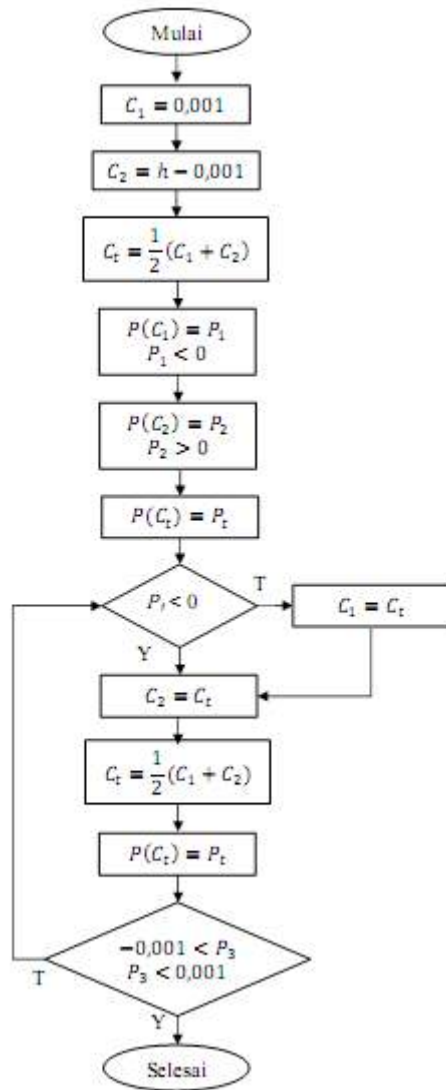 Mulai
C₁ = 0,001
C₂ = h − 0,001
Cₜ = 1/2 (C₁ + C₂)
P(C₁) = P₁
P₁ < 0
P(C₂) = P₂
P₂ > 0
P(Cₜ) = Pₜ
Pₜ < 0
T
C₁ = Cₜ
Y
C₂ = Cₜ
Cₜ = 1/2 (C₁ + C₂)
P(Cₜ) = Pₜ
−0,001 < P₃
P₃ < 0,001
T
Y
Selesai